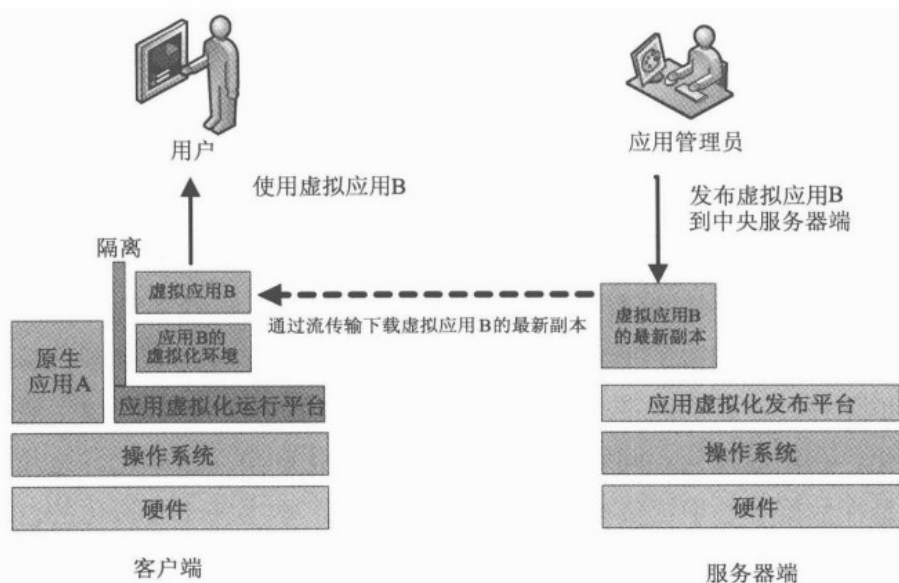 用户
应用管理员
使用虚拟应用B
发布虚拟应用B
到中央服务器端
隔离
虚拟应用B
通过流传输下载虚拟应用B的最新副本
虚拟应用B
的最新副本
应用B的
虚拟化环境
原生
应用A
应用虚拟化运行平台
应用虚拟化发布平台
操作系统
操作系统
硬件
硬件
客户端
服务器端